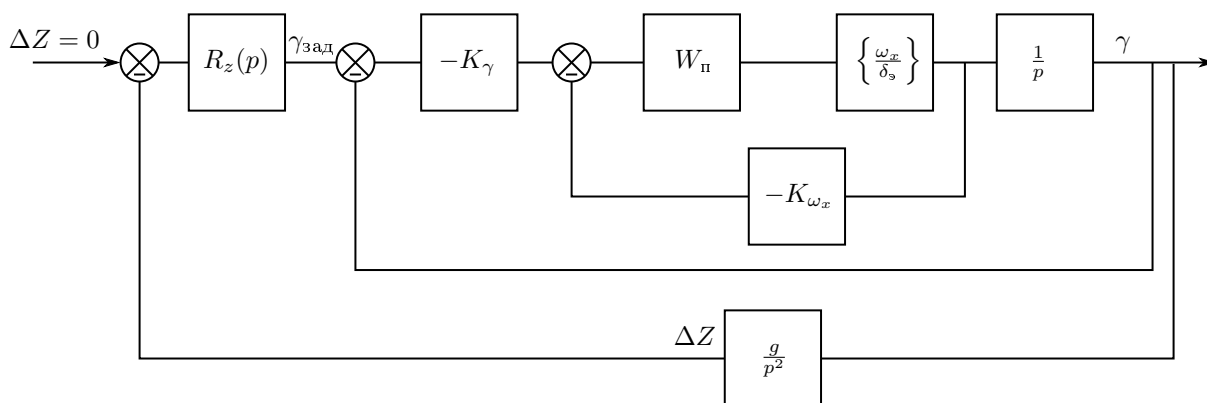 ΔZ = 0
R_z(p)
γ_зад
−K_γ
W_п
{ω_x/δ_э}
1/p
γ
−K_{ω_x}
ΔZ
g/p²